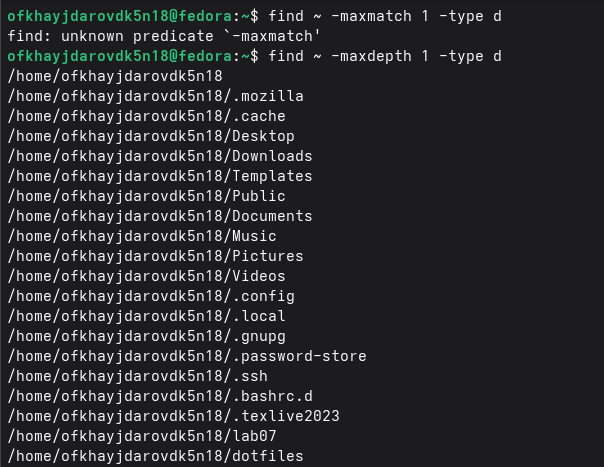 ofkhayjdarovdk5n18@fedora:~$ find ~ -maxmatch 1 -type d
find: unknown predicate `-maxmatch'
ofkhayjdarovdk5n18@fedora:~$ find ~ -maxdepth 1 -type d
/home/ofkhayjdarovdk5n18
/home/ofkhayjdarovdk5n18/.mozilla
/home/ofkhayjdarovdk5n18/.cache
/home/ofkhayjdarovdk5n18/Desktop
/home/ofkhayjdarovdk5n18/Downloads
/home/ofkhayjdarovdk5n18/Templates
/home/ofkhayjdarovdk5n18/Public
/home/ofkhayjdarovdk5n18/Documents
/home/ofkhayjdarovdk5n18/Music
/home/ofkhayjdarovdk5n18/Pictures
/home/ofkhayjdarovdk5n18/Videos
/home/ofkhayjdarovdk5n18/.config
/home/ofkhayjdarovdk5n18/.local
/home/ofkhayjdarovdk5n18/.gnupg
/home/ofkhayjdarovdk5n18/.password-store
/home/ofkhayjdarovdk5n18/.ssh
/home/ofkhayjdarovdk5n18/.bashrc.d
/home/ofkhayjdarovdk5n18/.texlive2023
/home/ofkhayjdarovdk5n18/lab07
/home/ofkhayjdarovdk5n18/dotfiles